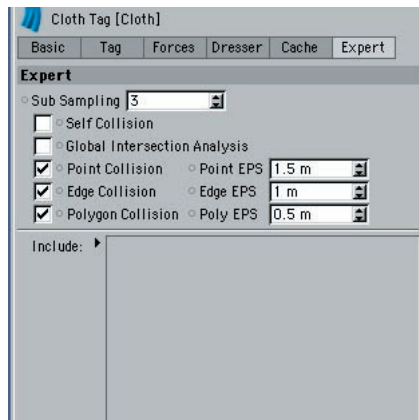 Cloth Tag [Cloth]
Basic Tag Forces Dresser Cache Expert
Expert
Sub Sampling 3
Self Collision
Global Intersection Analysis
Point Collision Point EPS 1.5 m
Edge Collision Edge EPS 1 m
Polygon Collision Poly EPS 0.5 m
Include: